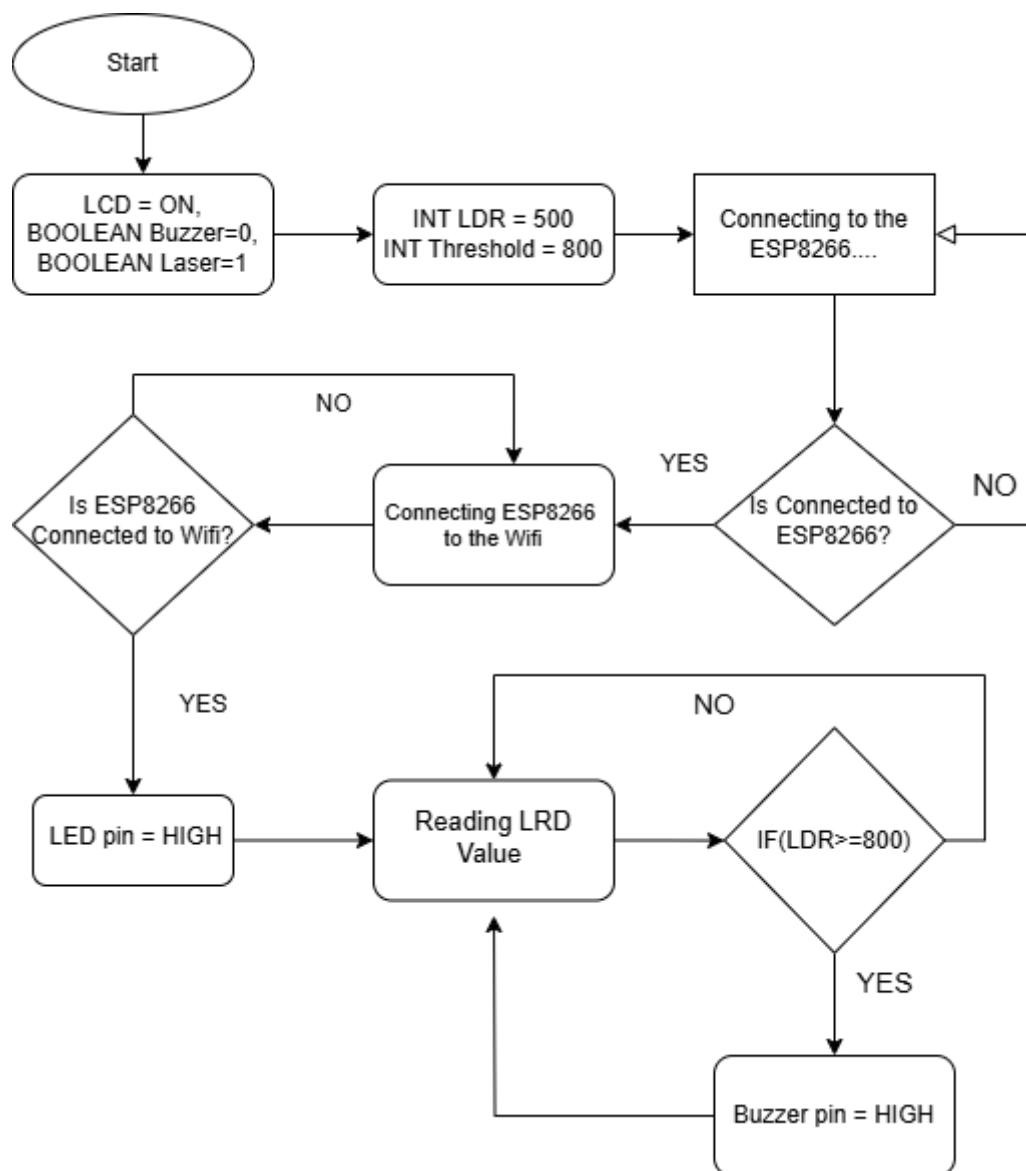 Start
LCD = ON,
BOOLEAN Buzzer=0,
BOOLEAN Laser=1
INT LDR = 500
INT Threshold = 800
Connecting to the
ESP8266....
Is Connected to
ESP8266?
NO
YES
Connecting ESP8266
to the Wifi
Is ESP8266
Connected to Wifi?
NO
YES
LED pin = HIGH
Reading LRD
Value
IF(LDR>=800)
NO
YES
Buzzer pin = HIGH